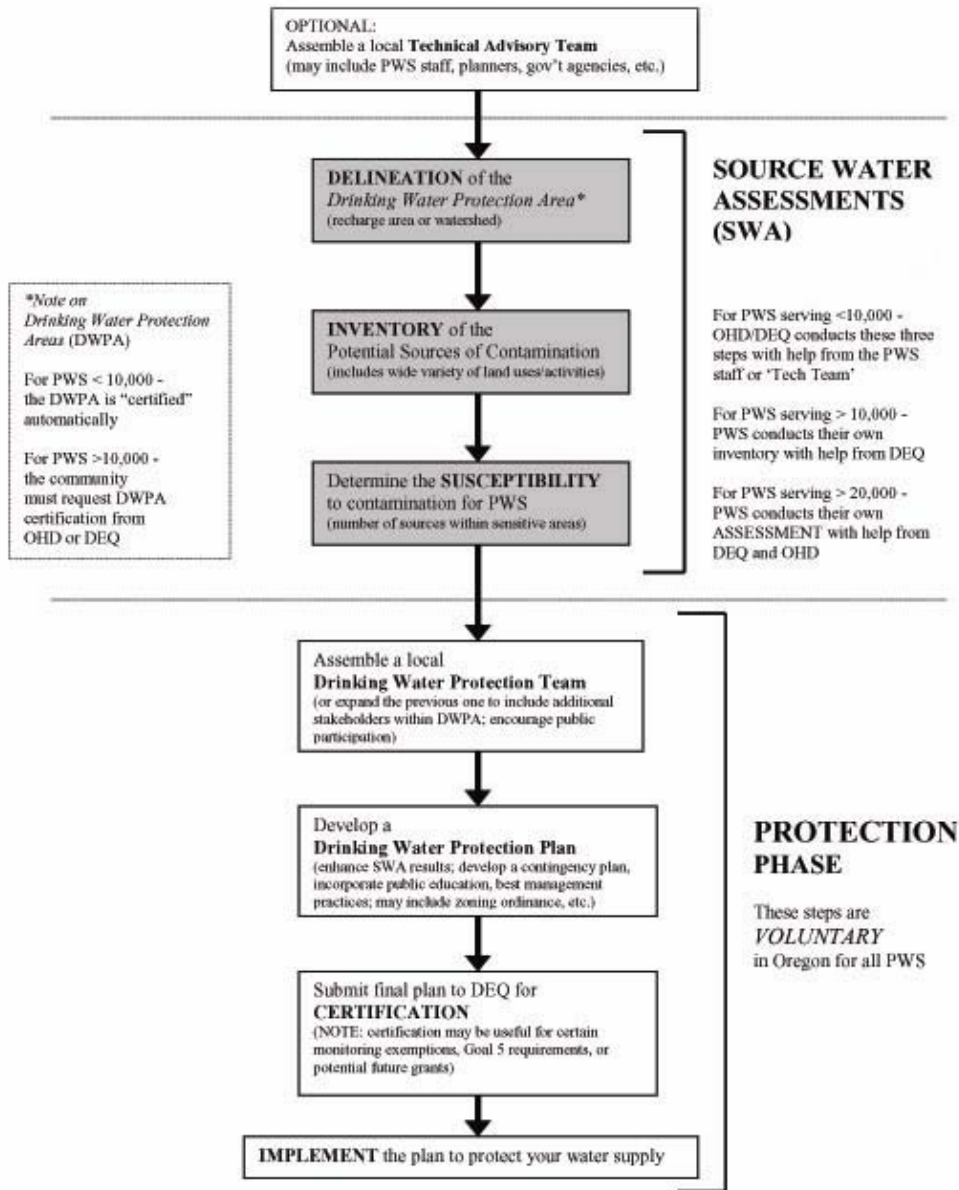 OPTIONAL:
Assemble a local Technical Advisory Team
(may include PWS staff, planners, gov't agencies, etc.)
DELINEATION of the
Drinking Water Protection Area*
(recharge area or watershed)
SOURCE WATER
ASSESSMENTS
(SWA)
*Note on
Drinking Water Protection
Areas (DWPA)
For PWS < 10,000 -
the DWPA is "certified"
automatically
For PWS >10,000 -
the community
must request DWPA
certification from
OHD or DEQ
INVENTORY of the
Potential Sources of Contamination
(includes wide variety of land uses/activities)
For PWS serving <10,000 -
OHD/DEQ conducts these three
steps with help from the PWS
staff or 'Tech Team'
For PWS serving > 10,000 -
PWS conducts their own
inventory with help from DEQ
For PWS serving > 20,000 -
PWS conducts their own
ASSESSMENT with help from
DEQ and OHD
Determine the SUSCEPTIBILITY
to contamination for PWS
(number of sources within sensitive areas)
Assemble a local
Drinking Water Protection Team
(or expand the previous one to include additional
stakeholders within DWPA; encourage public
participation)
Develop a
Drinking Water Protection Plan
(enhance SWA results; develop a contingency plan,
incorporate public education, best management
practices; may include zoning ordinance, etc.)
PROTECTION
PHASE
These steps are
VOLUNTARY
in Oregon for all PWS
Submit final plan to DEQ for
CERTIFICATION
(NOTE: certification may be useful for certain
monitoring exemptions, Goal 5 requirements, or
potential future grants)
IMPLEMENT the plan to protect your water supply